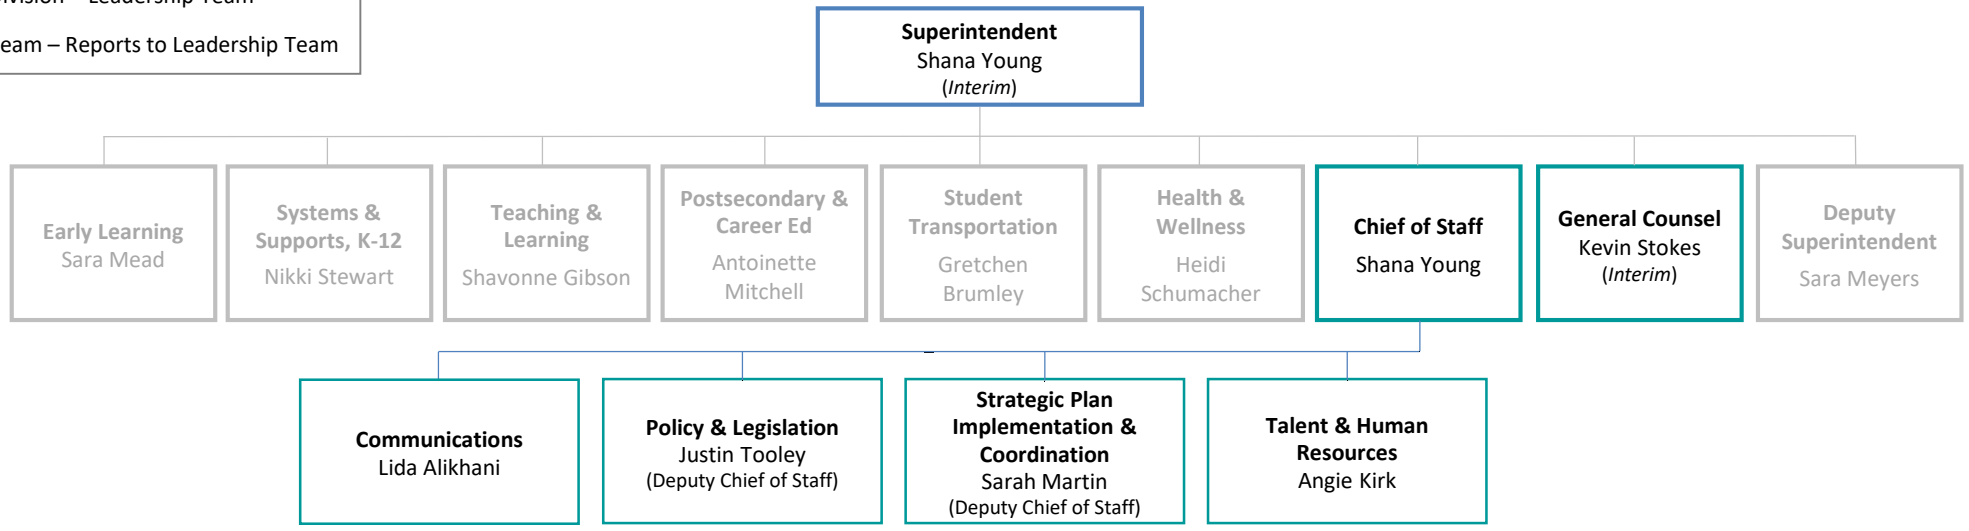 Leadership Team
Team – Reports to Leadership Team
Superintendent
Shana Young
(Interim)
Early Learning
Sara Mead
Systems &
Supports, K-12
Nikki Stewart
Teaching &
Learning
Shavonne Gibson
Postsecondary &
Career Ed
Antoinette
Mitchell
Student
Transportation
Gretchen
Brumley
Health &
Wellness
Heidi
Schumacher
Chief of Staff
Shana Young
General Counsel
Kevin Stokes
(Interim)
Deputy
Superintendent
Sara Meyers
Communications
Lida Alikhani
Policy & Legislation
Justin Tooley
(Deputy Chief of Staff)
Strategic Plan
Implementation &
Coordination
Sarah Martin
(Deputy Chief of Staff)
Talent & Human
Resources
Angie Kirk